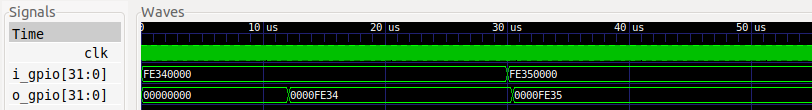 Signals
Waves
Time
0 10 us 20 us 30 us 40 us 50 us
clk
i_gpio[31:0] FE340000 FE350000
o_gpio[31:0] 00000000 0000FE34 0000FE35